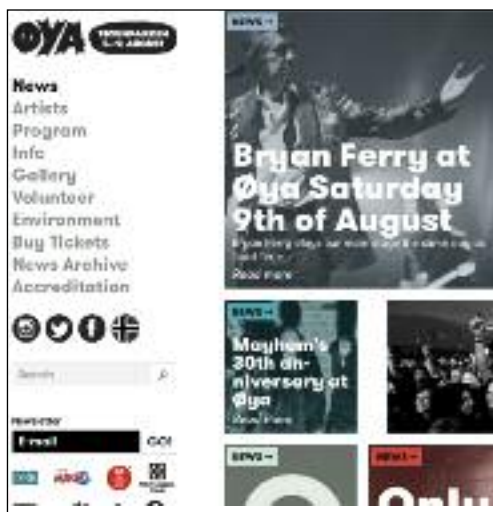 ØYA
News
Artists
Program
Info
Gallery
Volunteer
Environment
Buy Tickets
News Archive
Accreditation
Search
Newsletter
E-mail GO!
NEWS →
Bryan Ferry at
Øya Saturday
9th of August
Read more
NEWS →
Mayhem's
30th an-
niversary at
Øya
Read more
NEWS →
NEWS →
Only